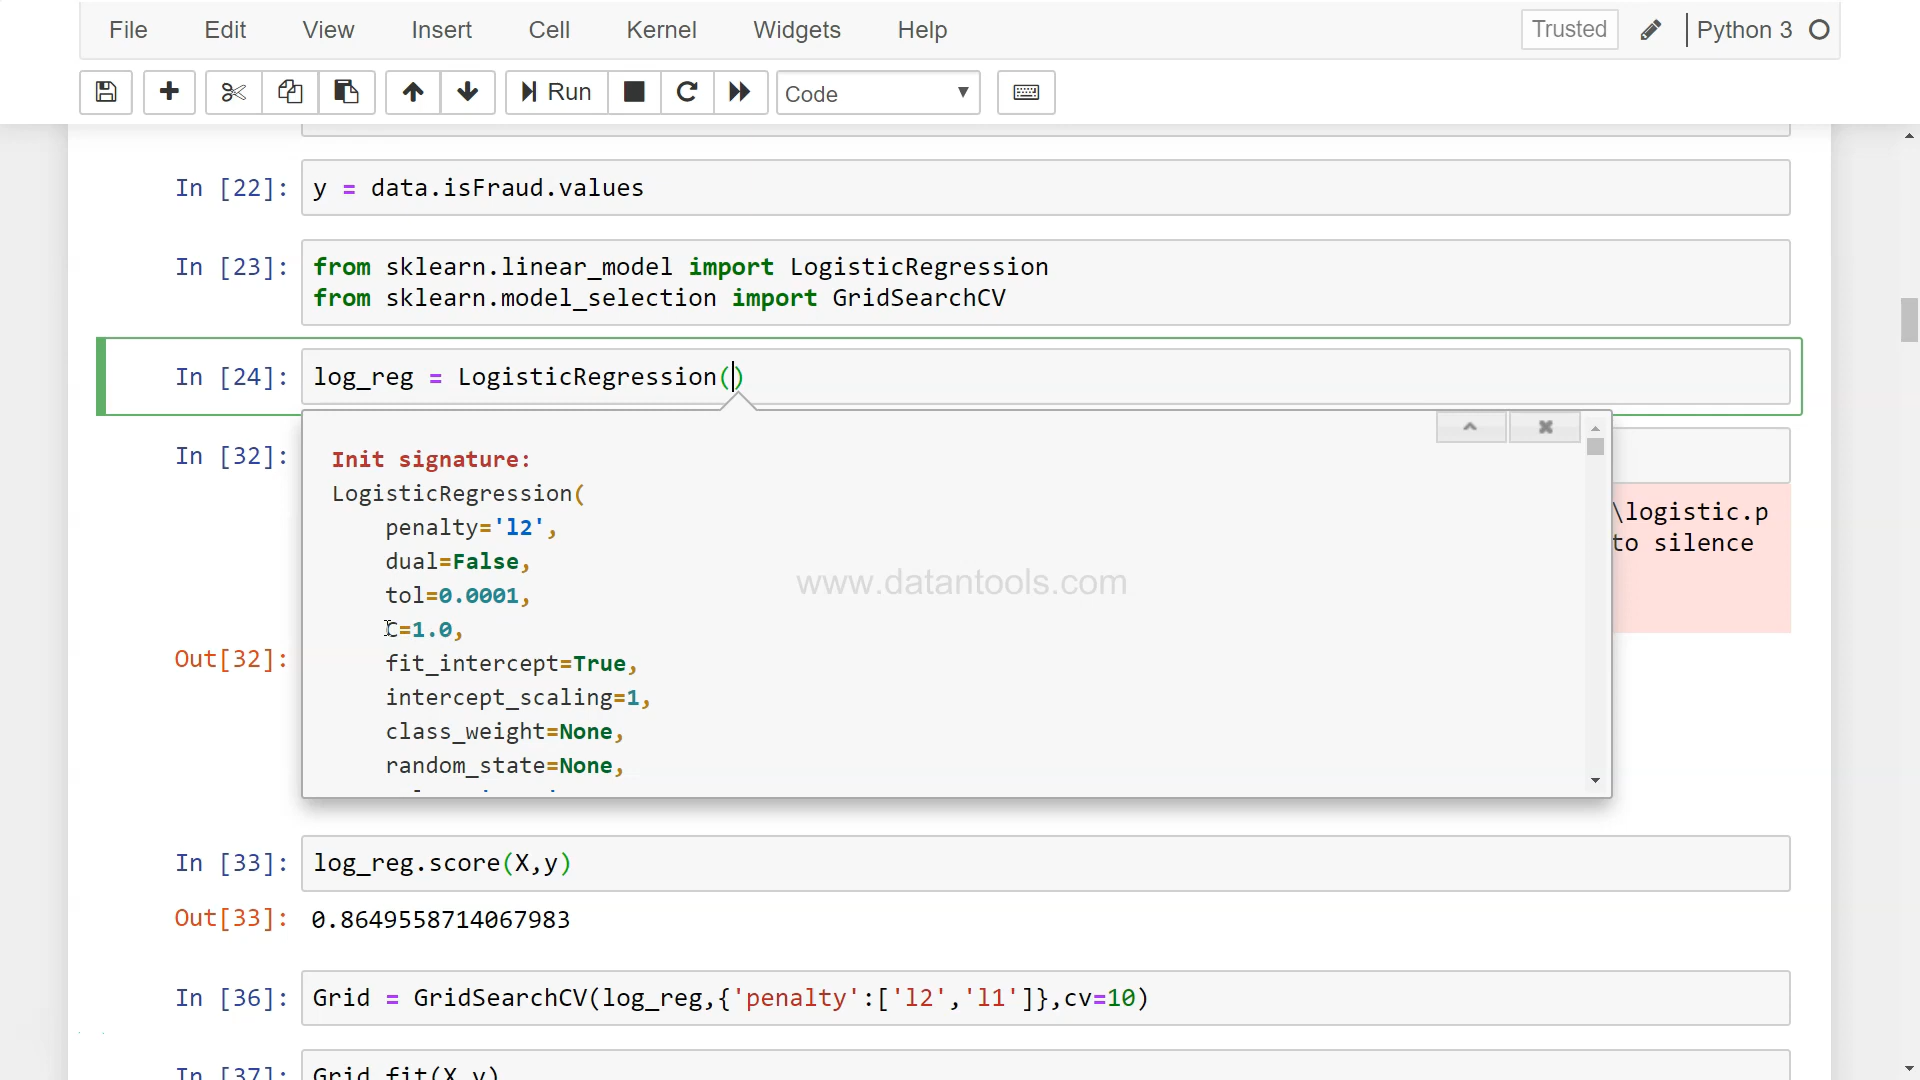 File Edit View Insert Cell Kernel Widgets Help Trusted Python 3
Run Code
In [22]: y = data.isFraud.values
In [23]: from sklearn.linear_model import LogisticRegression
from sklearn.model_selection import GridSearchCV
In [24]: log_reg = LogisticRegression()
In [32]:
Init signature:
LogisticRegression(
penalty='l2',
\logistic.p
dual=False,
to silence
www.datantools.com
tol=0.0001,
C=1.0,
Out[32]:
fit_intercept=True,
intercept_scaling=1,
class_weight=None,
random_state=None,
In [33]: log_reg.score(X,y)
Out[33]: 0.8649558714067983
In [36]: Grid = GridSearchCV(log_reg,{'penalty':['l2','l1']},cv=10)
In [37]: Grid.fit(X,y)